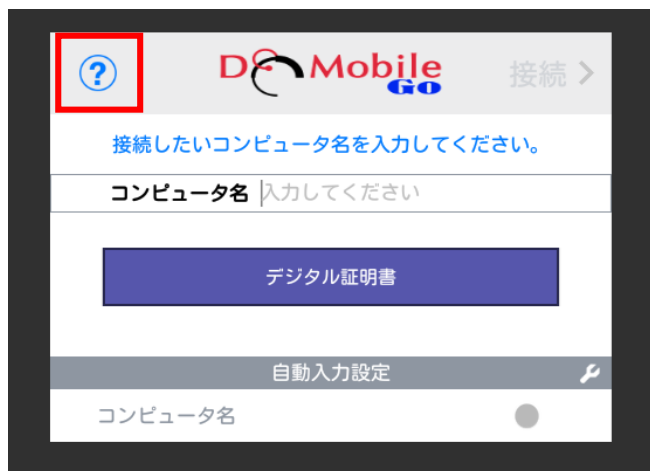 ?
DeMobile
GO
接続 >
接続したいコンピュータ名を入力してください。
コンピュータ名 入力してください
デジタル証明書
自動入力設定
コンピュータ名